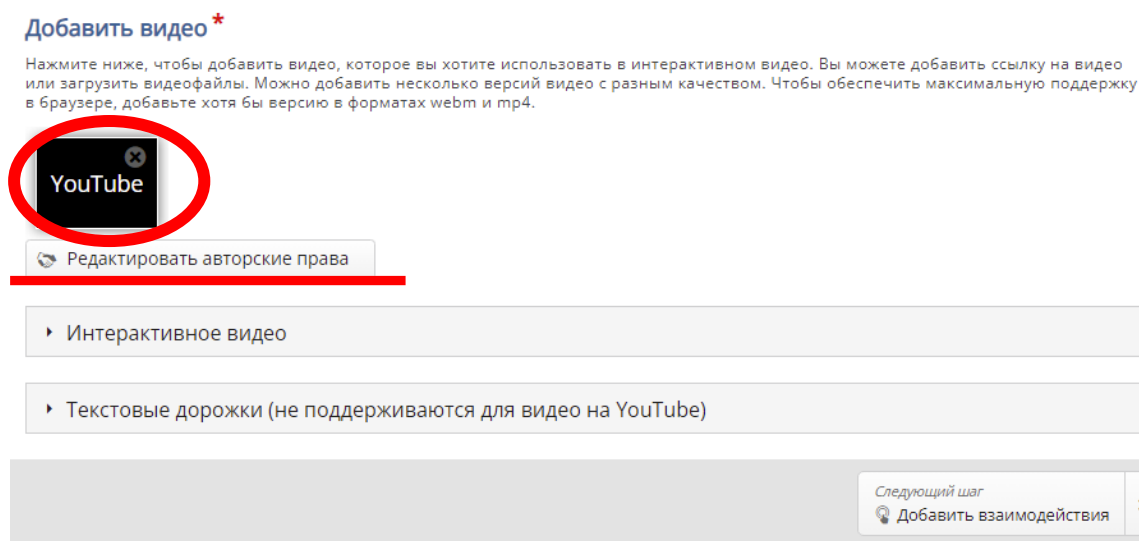 Добавить видео *
Нажмите ниже, чтобы добавить видео, которое вы хотите использовать в интерактивном видео. Вы можете добавить ссылку на видео
или загрузить видеофайлы. Можно добавить несколько версий видео с разным качеством. Чтобы обеспечить максимальную поддержку
в браузере, добавьте хотя бы версию в форматах webm и mp4.
YouTube
Редактировать авторские права
Интерактивное видео
Текстовые дорожки (не поддерживаются для видео на YouTube)
Следующий шаг
Добавить взаимодействия